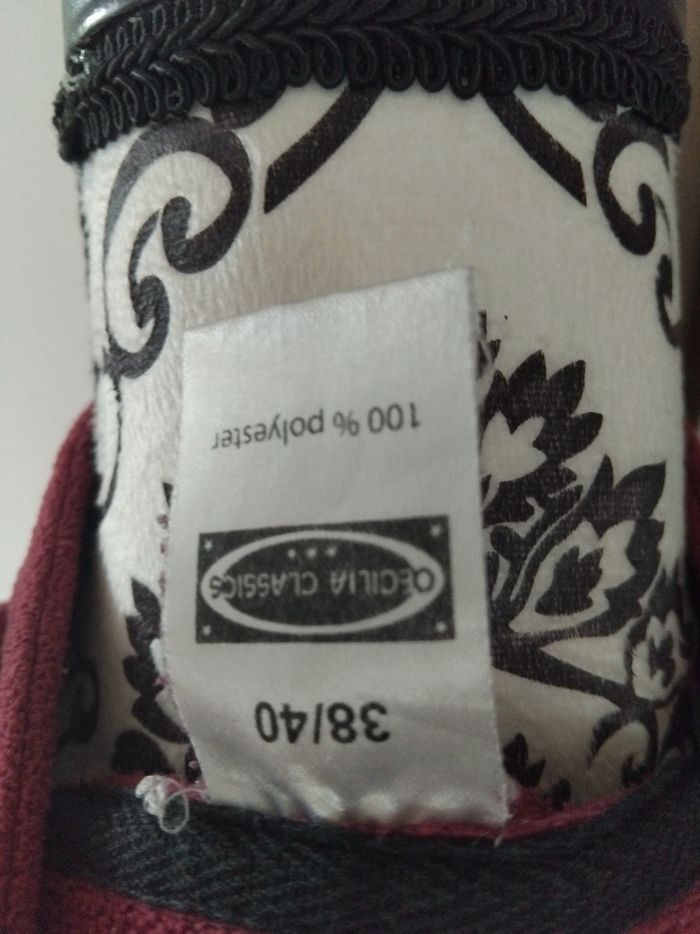 38/40
CECILIA CLASSICS
100 % polyester